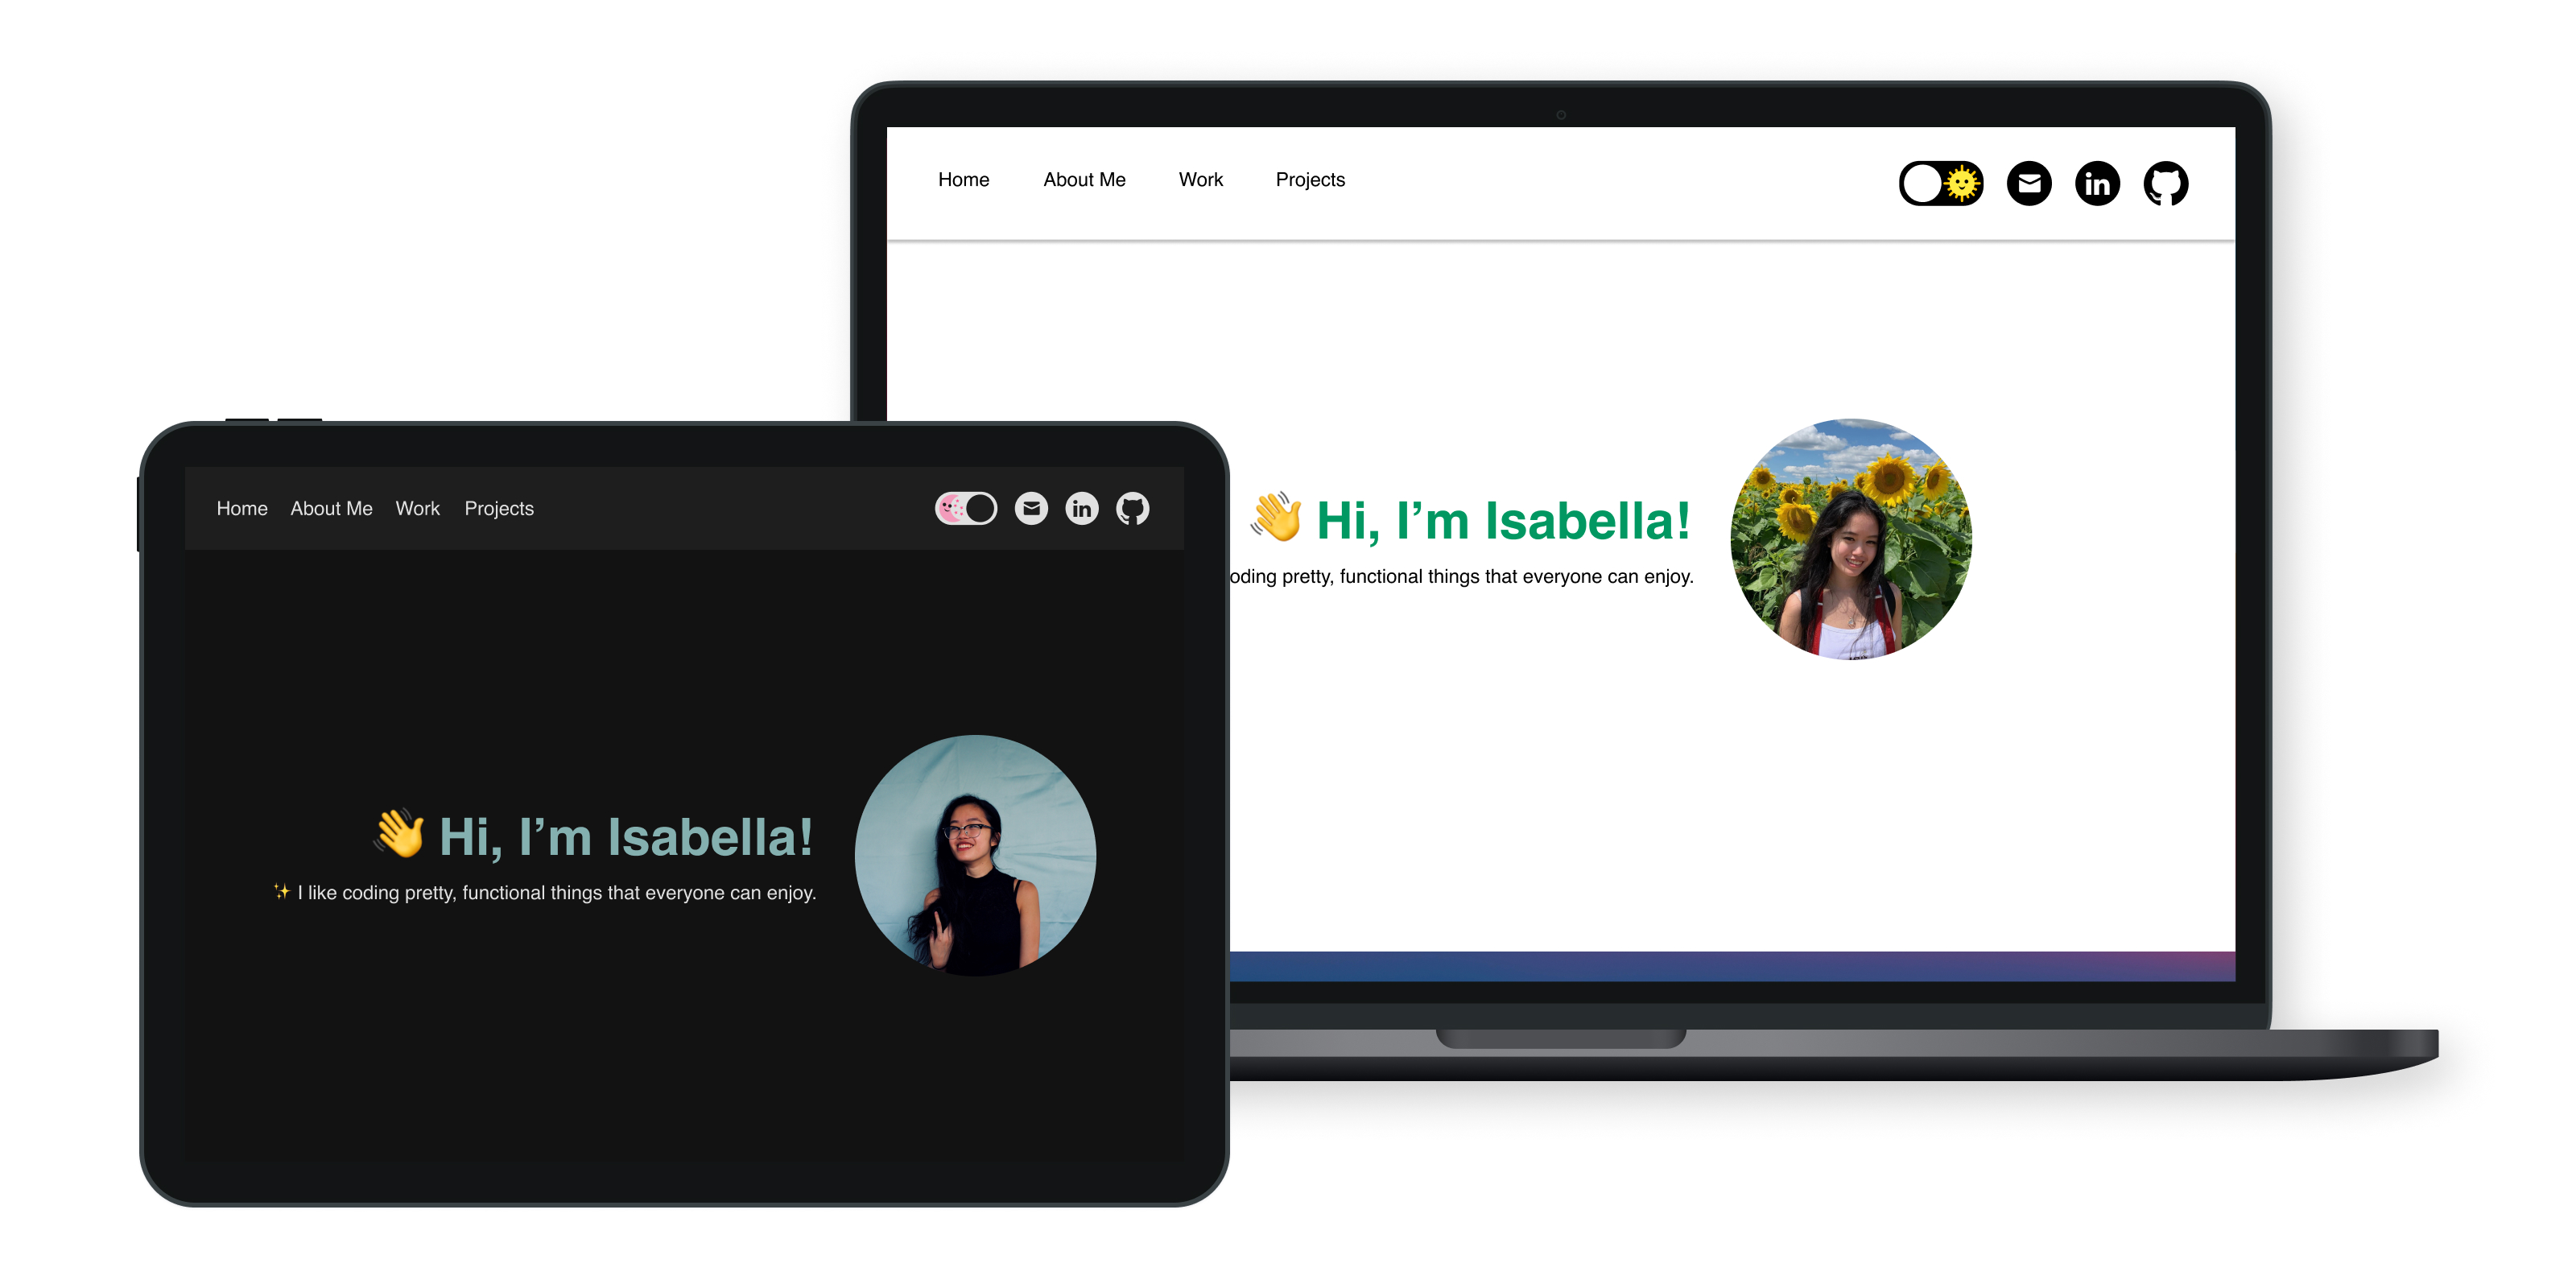 Home About Me Work Projects
in
👋 Hi, I’m Isabella!
oding pretty, functional things that everyone can enjoy.
Home About Me Work Projects
in
👋 Hi, I’m Isabella!
✨ I like coding pretty, functional things that everyone can enjoy.